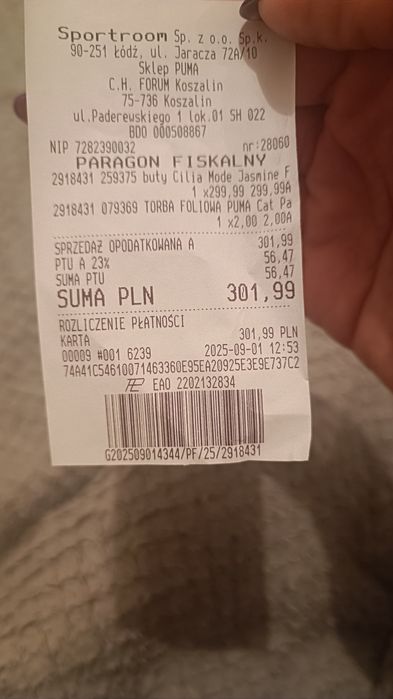 Sportroom Sp. z o.o. Sp.k.
90-251 Łódź, ul. Jaracza 72A/10
Sklep PUMA
C.H. FORUM Koszalin
75-736 Koszalin
ul.Paderewskiego 1 lok.01 SH 022
BDO 000508867
NIP 7282390032 nr:28060
PARAGON FISKALNY
2918431 259375 buty Cilia Mode Jasmine F
1 x299,99 299,99A
2918431 079369 TORBA FOLIOWA PUMA Cat Pa
1 x2,00 2,00A
SPRZEDAŻ OPODATKOWANA A 301,99
PTU A 23% 56,47
SUMA PTU 56,47
SUMA PLN 301,99
ROZLICZENIE PŁATNOŚCI
KARTA 301,99 PLN
00009 #001 6239 2025-09-01 12:53
74A41C54610071463360E95EA20925E3E9E737C2
EAO 2202132834
G202509014344/PF/25/2918431